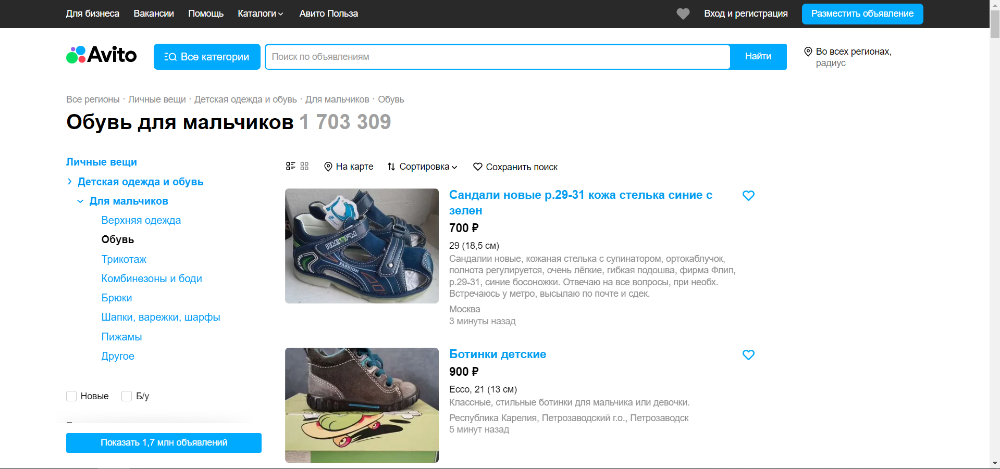 Для бизнеса Вакансии Помощь Каталоги Авито Польза Вход и регистрация Разместить объявление
Avito Все категории Поиск по объявлениям Найти Во всех регионах,
радиус
Все регионы · Личные вещи · Детская одежда и обувь · Для мальчиков · Обувь
Обувь для мальчиков 1 703 309
Личные вещи
Детская одежда и обувь
Для мальчиков
Верхняя одежда
Обувь
Трикотаж
Комбинезоны и боди
Брюки
Шапки, варежки, шарфы
Пижамы
Другое
Новые Б/у
Показать 1,7 млн объявлений
На карте Сортировка Сохранить поиск
FASHION
Сандали новые р.29-31 кожа стелька синие с
зелен
700 ₽
29 (18,5 см)
Сандалии новые, кожаная стелька с супинатором, ортокаблучок,
полнота регулируется, очень лёгкие, гибкая подошва, фирма Флип,
р.29-31, синие босоножки. Отвечаю на все вопросы, при необх.
Встречаюсь у метро, высылаю по почте и сдек.
Москва
3 минуты назад
Ботинки детские
900 ₽
Ecco, 21 (13 см)
Классные, стильные ботинки для мальчика или девочки.
Республика Карелия, Петрозаводский г.о., Петрозаводск
5 минут назад